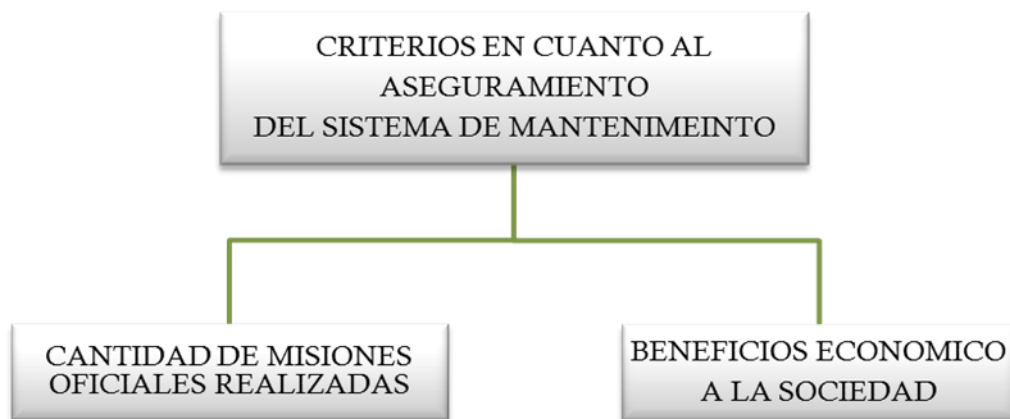 CRITERIOS EN CUANTO AL
ASEGURAMIENTO
DEL SISTEMA DE MANTENIMEINTO
CANTIDAD DE MISIONES
OFICIALES REALIZADAS
BENEFICIOS ECONOMICO
A LA SOCIEDAD